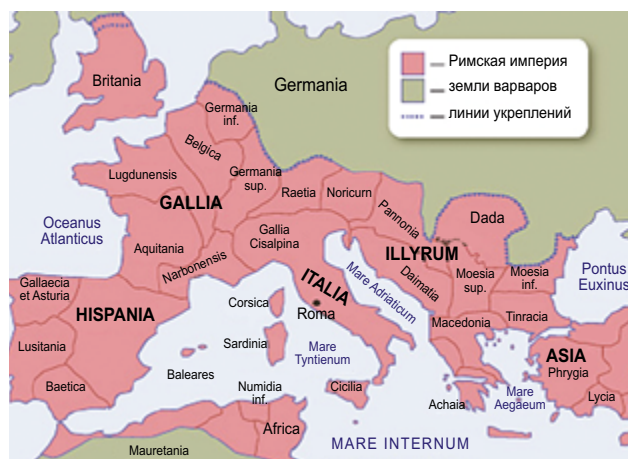 Римская империя
земли варваров
линии укреплений
Britania
Germania
Germania
inf.
Belgica
Lugdunensis
Germania
sup.
Raetia
Noricurn
GALLIA
Pannonia
Dada
Oceanus
Atlanticus
Gallia
Cisalpina
Aquitania
ILLYRUM
Narbonensis
Mare Adriaticum
Dalmatia
Moesia
sup.
Moesia
inf.
Pontus
Euxinus
Gallaecia
et Asturia
ITALIA
Corsica
Roma
HISPANIA
Macedonia
Tinracia
Lusitania
Sardinia
Mare
Tyntienum
ASIA
Phrygia
Baetica
Baleares
Numidia
inf.
Cicilia
Achaia
Mare
Aegaeum
Lycia
Africa
Mauretania
MARE INTERNUM